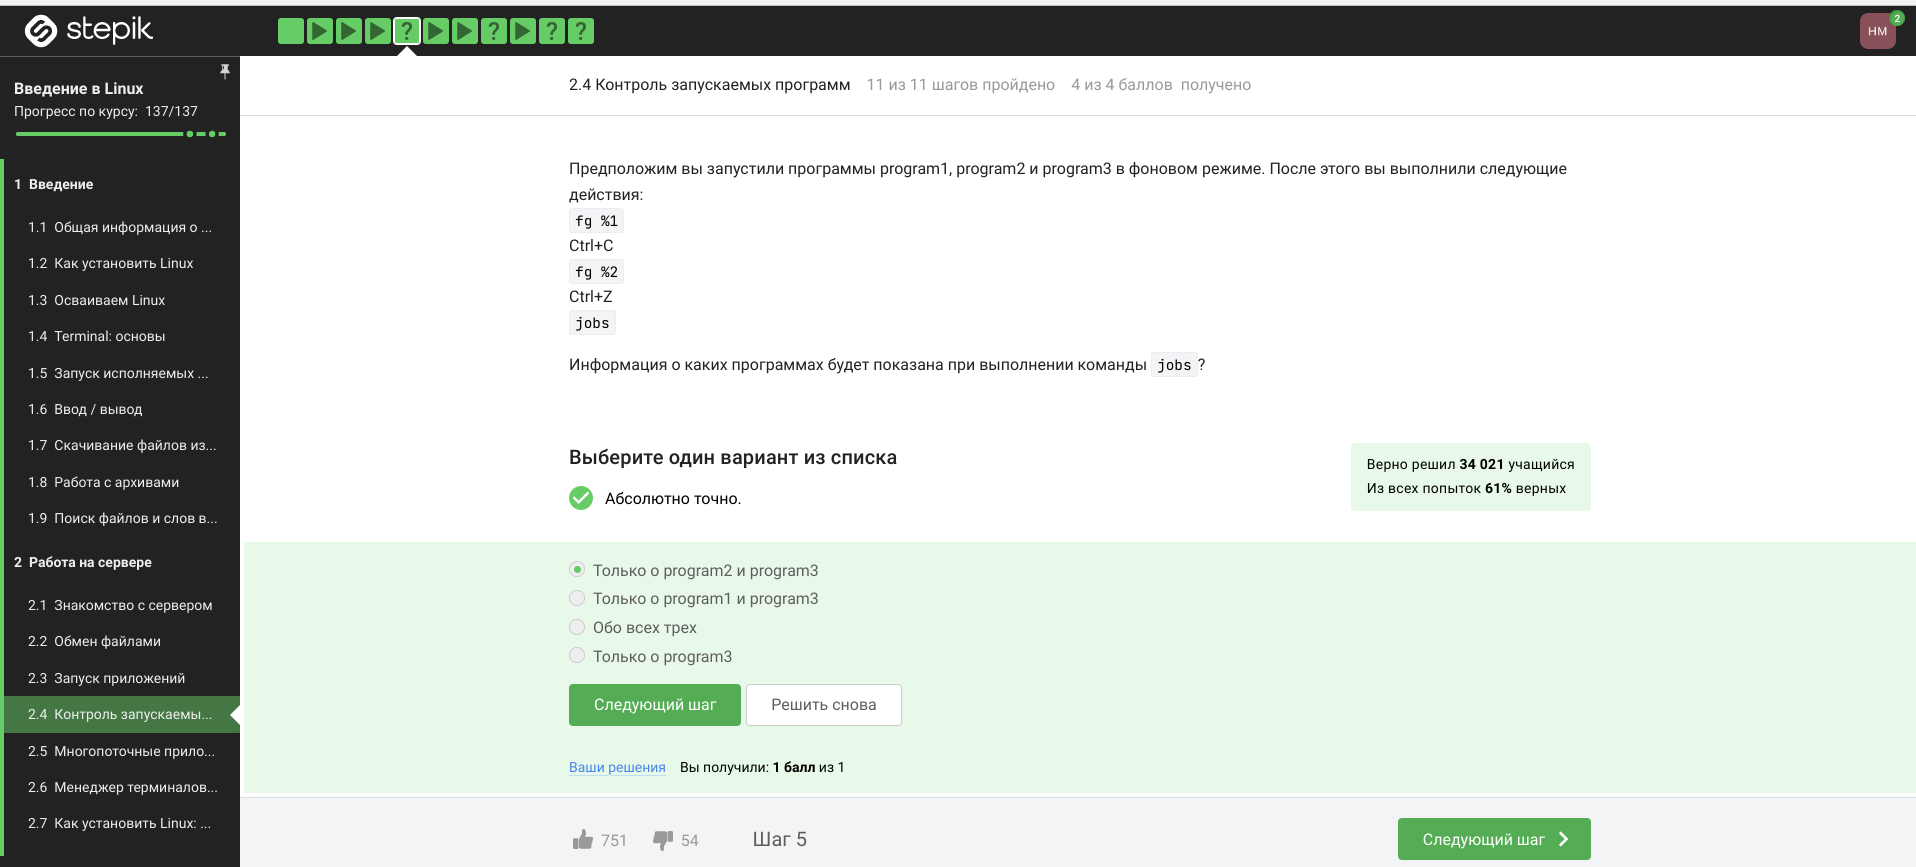 stepik
?
?
?
?
НМ
2
Введение в Linux
Прогресс по курсу: 137/137
1 Введение
1.1 Общая информация о ...
1.2 Как установить Linux
1.3 Осваиваем Linux
1.4 Terminal: основы
1.5 Запуск исполняемых ...
1.6 Ввод / вывод
1.7 Скачивание файлов из...
1.8 Работа с архивами
1.9 Поиск файлов и слов в...
2 Работа на сервере
2.1 Знакомство с сервером
2.2 Обмен файлами
2.3 Запуск приложений
2.4 Контроль запускаемы...
2.5 Многопоточные прило...
2.6 Менеджер терминалов...
2.7 Как установить Linux: ...
2.4 Контроль запускаемых программ 11 из 11 шагов пройдено 4 из 4 баллов получено
Предположим вы запустили программы program1, program2 и program3 в фоновом режиме. После этого вы выполнили следующие
действия:
fg %1
Ctrl+C
fg %2
Ctrl+Z
jobs
Информация о каких программах будет показана при выполнении команды jobs ?
Выберите один вариант из списка
Абсолютно точно.
Верно решил 34 021 учащийся
Из всех попыток 61% верных
Только о program2 и program3
Только о program1 и program3
Обо всех трех
Только о program3
Следующий шаг
Решить снова
Ваши решения Вы получили: 1 балл из 1
751 54 Шаг 5
Следующий шаг